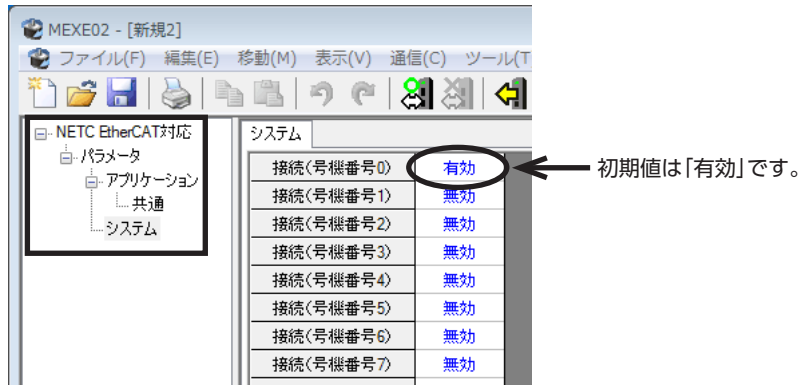 MEXE02 - [新規2]
ファイル(F) 編集(E) 移動(M) 表示(V) 通信(C) ツール(T
NETC EtherCAT対応
パラメータ
アプリケーション
共通
システム
システム
接続(号機番号0) 有効
接続(号機番号1) 無効
接続(号機番号2) 無効
接続(号機番号3) 無効
接続(号機番号4) 無効
接続(号機番号5) 無効
接続(号機番号6) 無効
接続(号機番号7) 無効
初期値は「有効」です。